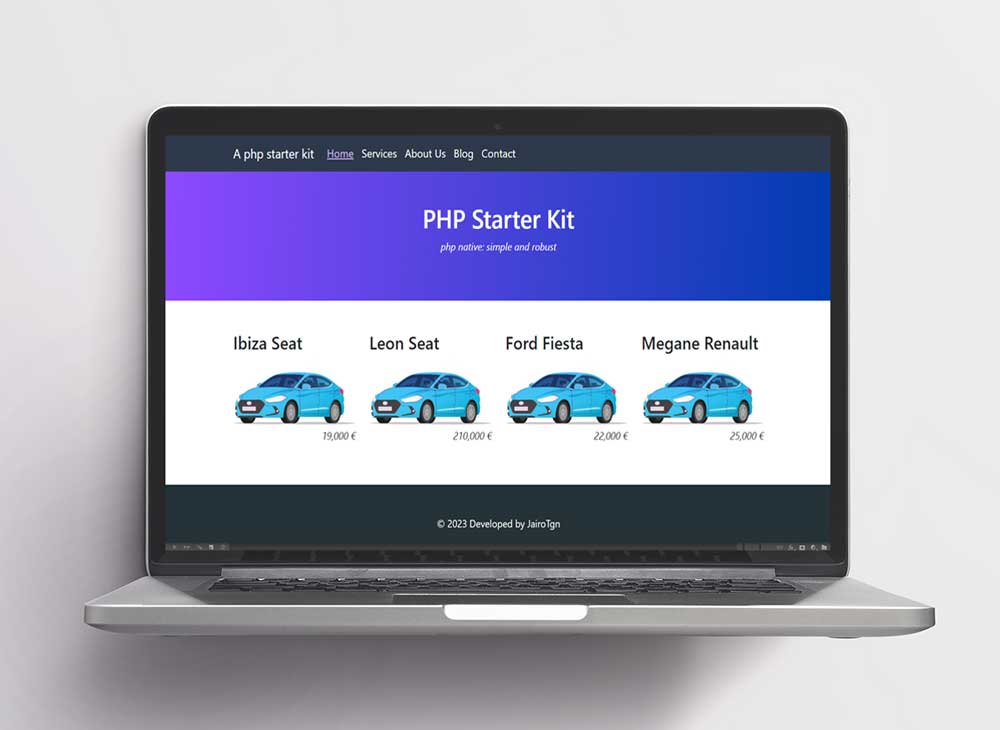 A php starter kit Home Services About Us Blog Contact
PHP Starter Kit
php native: simple and robust
Ibiza Seat Leon Seat Ford Fiesta Megane Renault
19,000 € 210,000 € 22,000 € 25,000 €
© 2023 Developed by JairoTgn